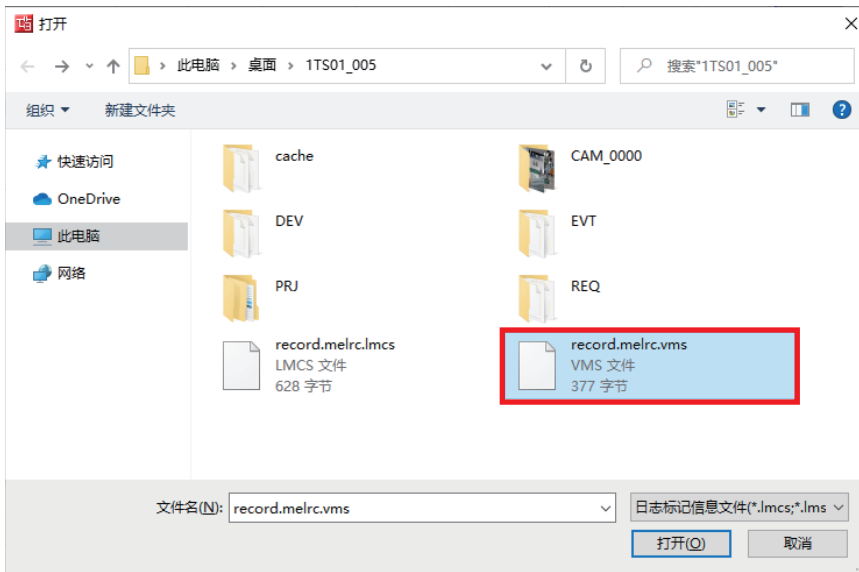 打开
此电脑 桌面 1TS01_005
搜索"1TS01_005"
组织 新建文件夹
快速访问
OneDrive
此电脑
网络
cache
CAM_0000
DEV
EVT
PRJ
REQ
record.melrc.lmcs
LMCS 文件
628 字节
record.melrc.vms
VMS 文件
377 字节
文件名(N): record.melrc.vms
日志标记信息文件(*.lmcs;*.lms
打开(O) 取消